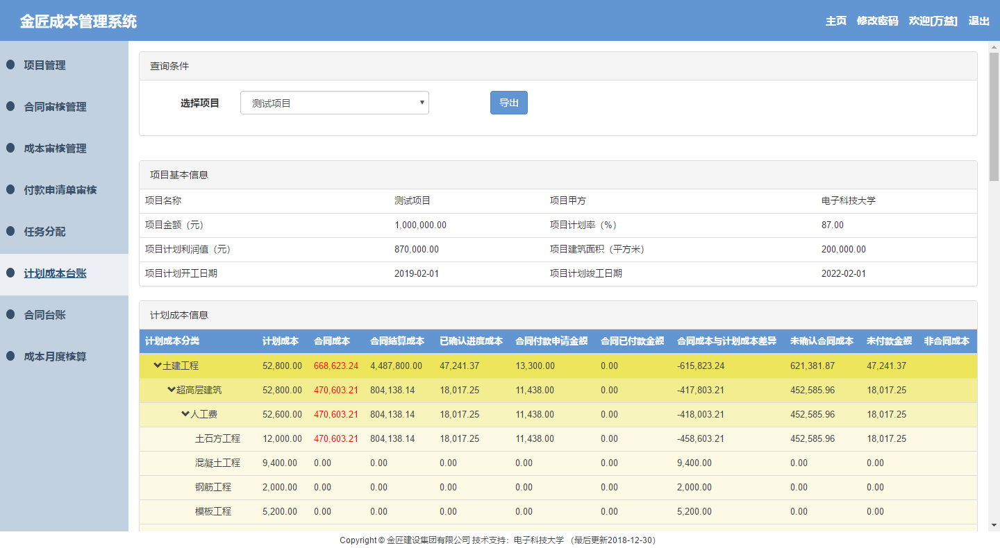 金匠成本管理系统
主页 修改密码 欢迎[万益] 退出
项目管理
合同审核管理
成本审核管理
付款申请单审核
任务分配
计划成本台账
合同台账
成本月度核算
查询条件
选择项目 测试项目 导出
项目基本信息
项目名称 测试项目 项目甲方 电子科技大学
项目金额（元） 1,000,000.00 项目计划率（%） 87.00
项目计划利润值（元） 870,000.00 项目建筑面积（平方米） 200,000.00
项目计划开工日期 2019-02-01 项目计划竣工日期 2022-02-01
计划成本信息
计划成本分类 计划成本 合同成本 合同结算成本 已确认进度成本 合同付款申请金额 合同已付款金额 合同成本与计划成本差异 未确认合同成本 未付款金额 非合同成本
土建工程 52,800.00 668,623.24 4,487,800.00 47,241.37 13,300.00 0.00 -615,823.24 621,381.87 47,241.37
超高层建筑 52,800.00 470,603.21 804,138.14 18,017.25 11,438.00 0.00 -417,803.21 452,585.96 18,017.25
人工费 52,600.00 470,603.21 804,138.14 18,017.25 11,438.00 0.00 -418,003.21 452,585.96 18,017.25
土石方工程 12,000.00 470,603.21 804,138.14 18,017.25 11,438.00 0.00 -458,603.21 452,585.96 18,017.25
混凝土工程 9,400.00 0.00 0.00 0.00 0.00 0.00 9,400.00 0.00 0.00
钢筋工程 2,000.00 0.00 0.00 0.00 0.00 0.00 2,000.00 0.00 0.00
模板工程 5,200.00 0.00 0.00 0.00 0.00 0.00 5,200.00 0.00 0.00
Copyright © 金匠建设集团有限公司 技术支持：电子科技大学 （最后更新2018-12-30）